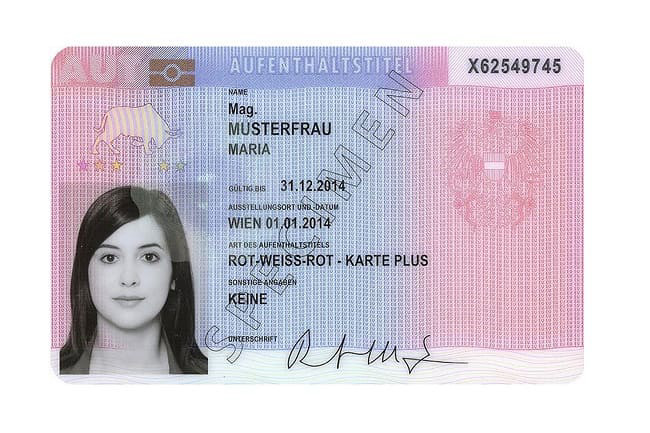 AUT
AUFENTHALTSTITEL
X62549745
NAME
Mag.
MUSTERFRAU
MARIA
GÜLTIG BIS 31.12.2014
AUSSTELLUNGSORT UND -DATUM
WIEN 01.01.2014
ART DES AUFENTHALTSTITELS
ROT-WEISS-ROT - KARTE PLUS
SONSTIGE ANGABEN
KEINE
UNTERSCHRIFT
SPECIMEN